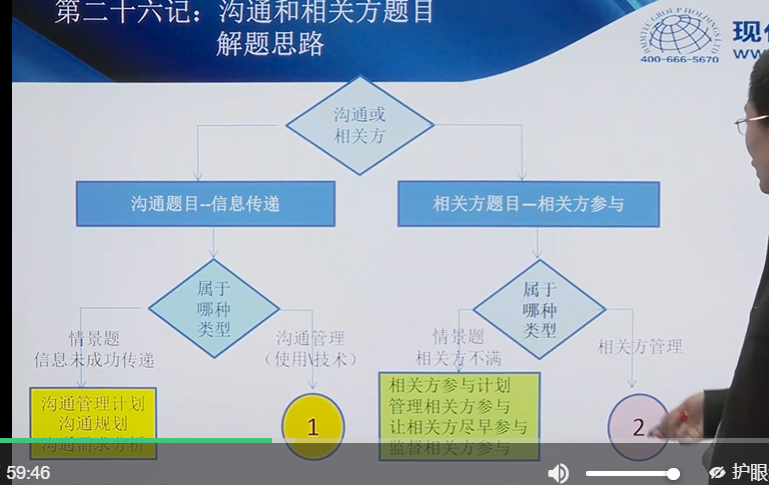 第二十六记：沟通和相关方题目
解题思路
HOLDINGS LTD
400-666-5670
现
沟通或
相关方
沟通题目--信息传递
相关方题目—相关方参与
属于
哪种
类型
属于
哪种
类型
情景题
信息未成功传递
沟通管理
（使用\技术）
情景题
相关方不满
相关方管理
沟通管理计划
沟通规划
沟通需求分析
1
相关方参与计划
管理相关方参与
让相关方尽早参与
监督相关方参与
2
59:46
护眼